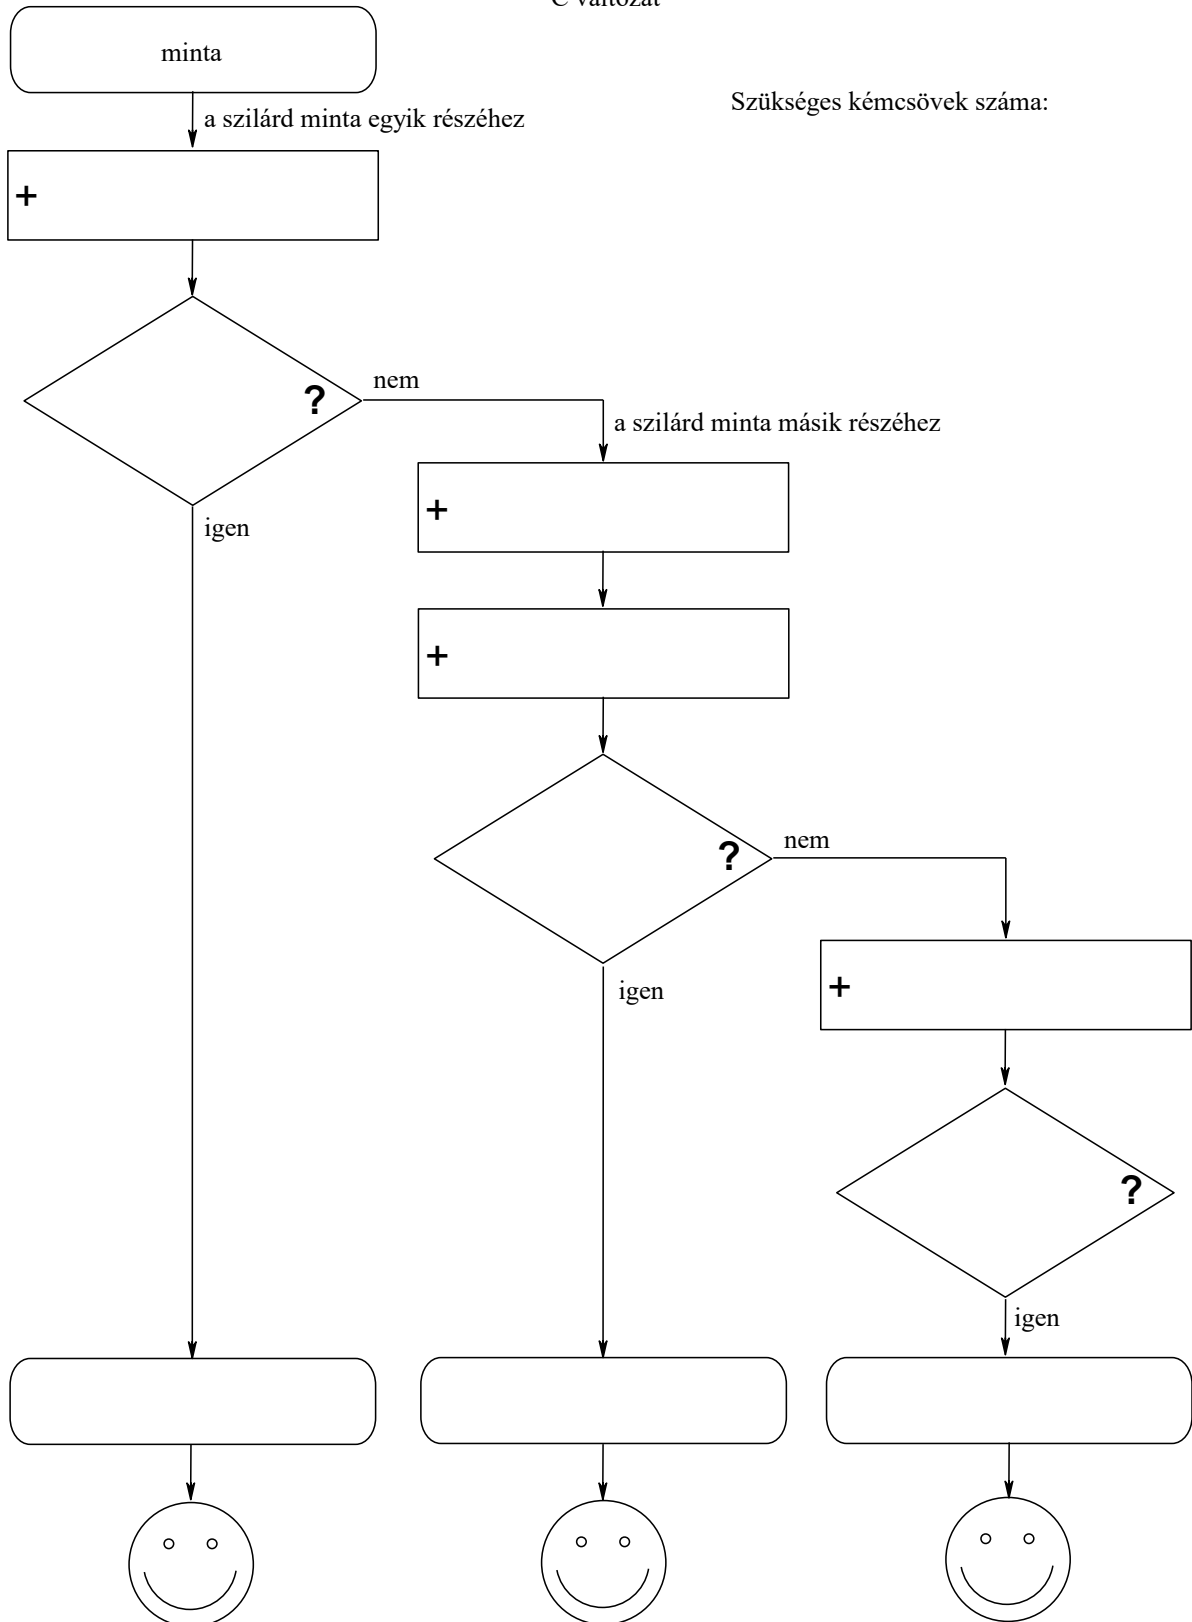 C változat
minta
a szilárd minta egyik részéhez
Szükséges kémcsövek száma:
+
?
nem
a szilárd minta másik részéhez
+
igen
+
?
nem
igen
+
?
igen